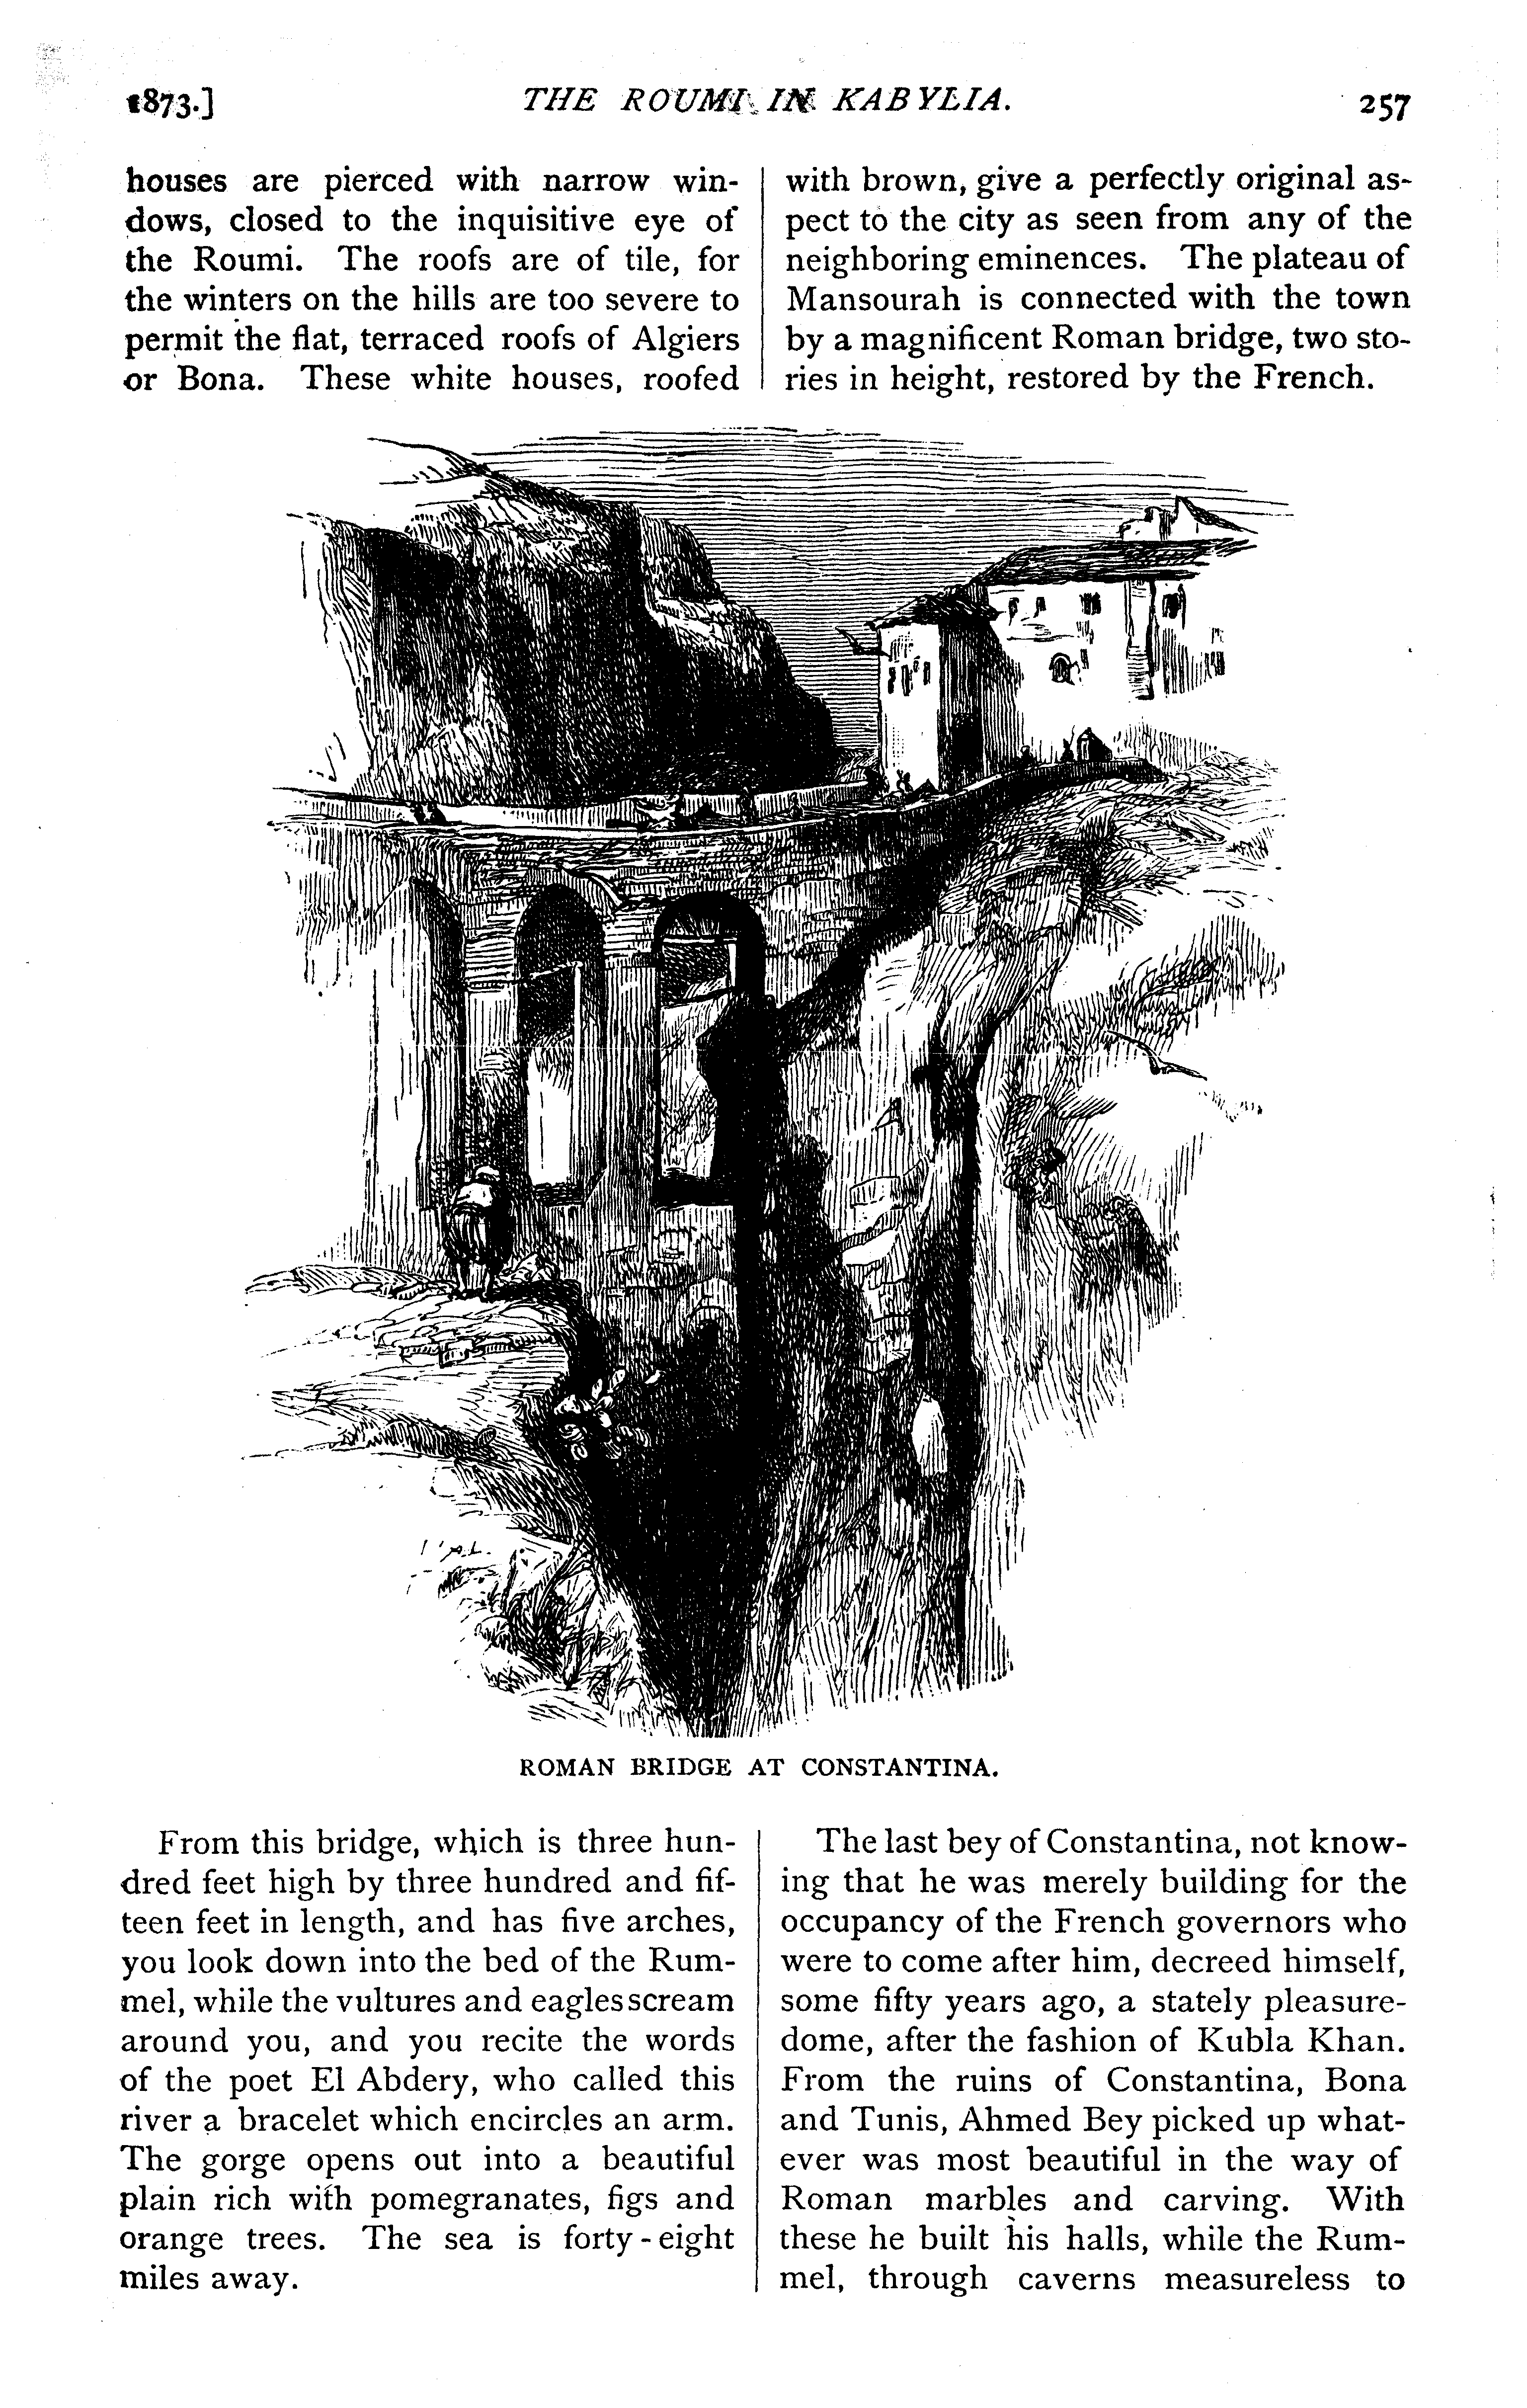 1873.] THE ROUMI IN KABYLIA. 257
houses are pierced with narrow win-
dows, closed to the inquisitive eye of
the Roumi. The roofs are of tile, for
the winters on the hills are too severe to
permit the flat, terraced roofs of Algiers
or Bona. These white houses, roofed
with brown, give a perfectly original as-
pect to the city as seen from any of the
neighboring eminences. The plateau of
Mansourah is connected with the town
by a magnificent Roman bridge, two sto-
ries in height, restored by the French.
ROMAN BRIDGE AT CONSTANTINA.
From this bridge, which is three hun-
dred feet high by three hundred and fif-
teen feet in length, and has five arches,
you look down into the bed of the Rum-
mel, while the vultures and eagles scream
around you, and you recite the words
of the poet El Abdery, who called this
river a bracelet which encircles an arm.
The gorge opens out into a beautiful
plain rich with pomegranates, figs and
orange trees. The sea is forty-eight
miles away.
The last bey of Constantina, not know-
ing that he was merely building for the
occupancy of the French governors who
were to come after him, decreed himself,
some fifty years ago, a stately pleasure-
dome, after the fashion of Kubla Khan.
From the ruins of Constantina, Bona
and Tunis, Ahmed Bey picked up what-
ever was most beautiful in the way of
Roman marbles and carving. With
these he built his halls, while the Rum-
mel, through caverns measureless to